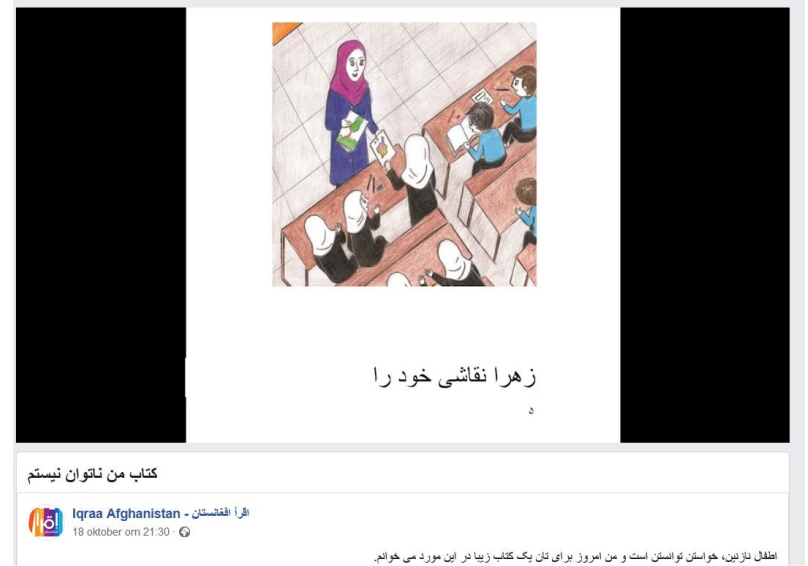 زهرا نقاشی خود را
۵
کتاب من ناتوان نیستم
Iqraa Afghanistan - اقرأ افغانستان
18 oktober om 21:30 ·
اطفال نازنین، خواستن توانستن است و من امروز برای تان یک کتاب زیبا در این مورد می خوانم.